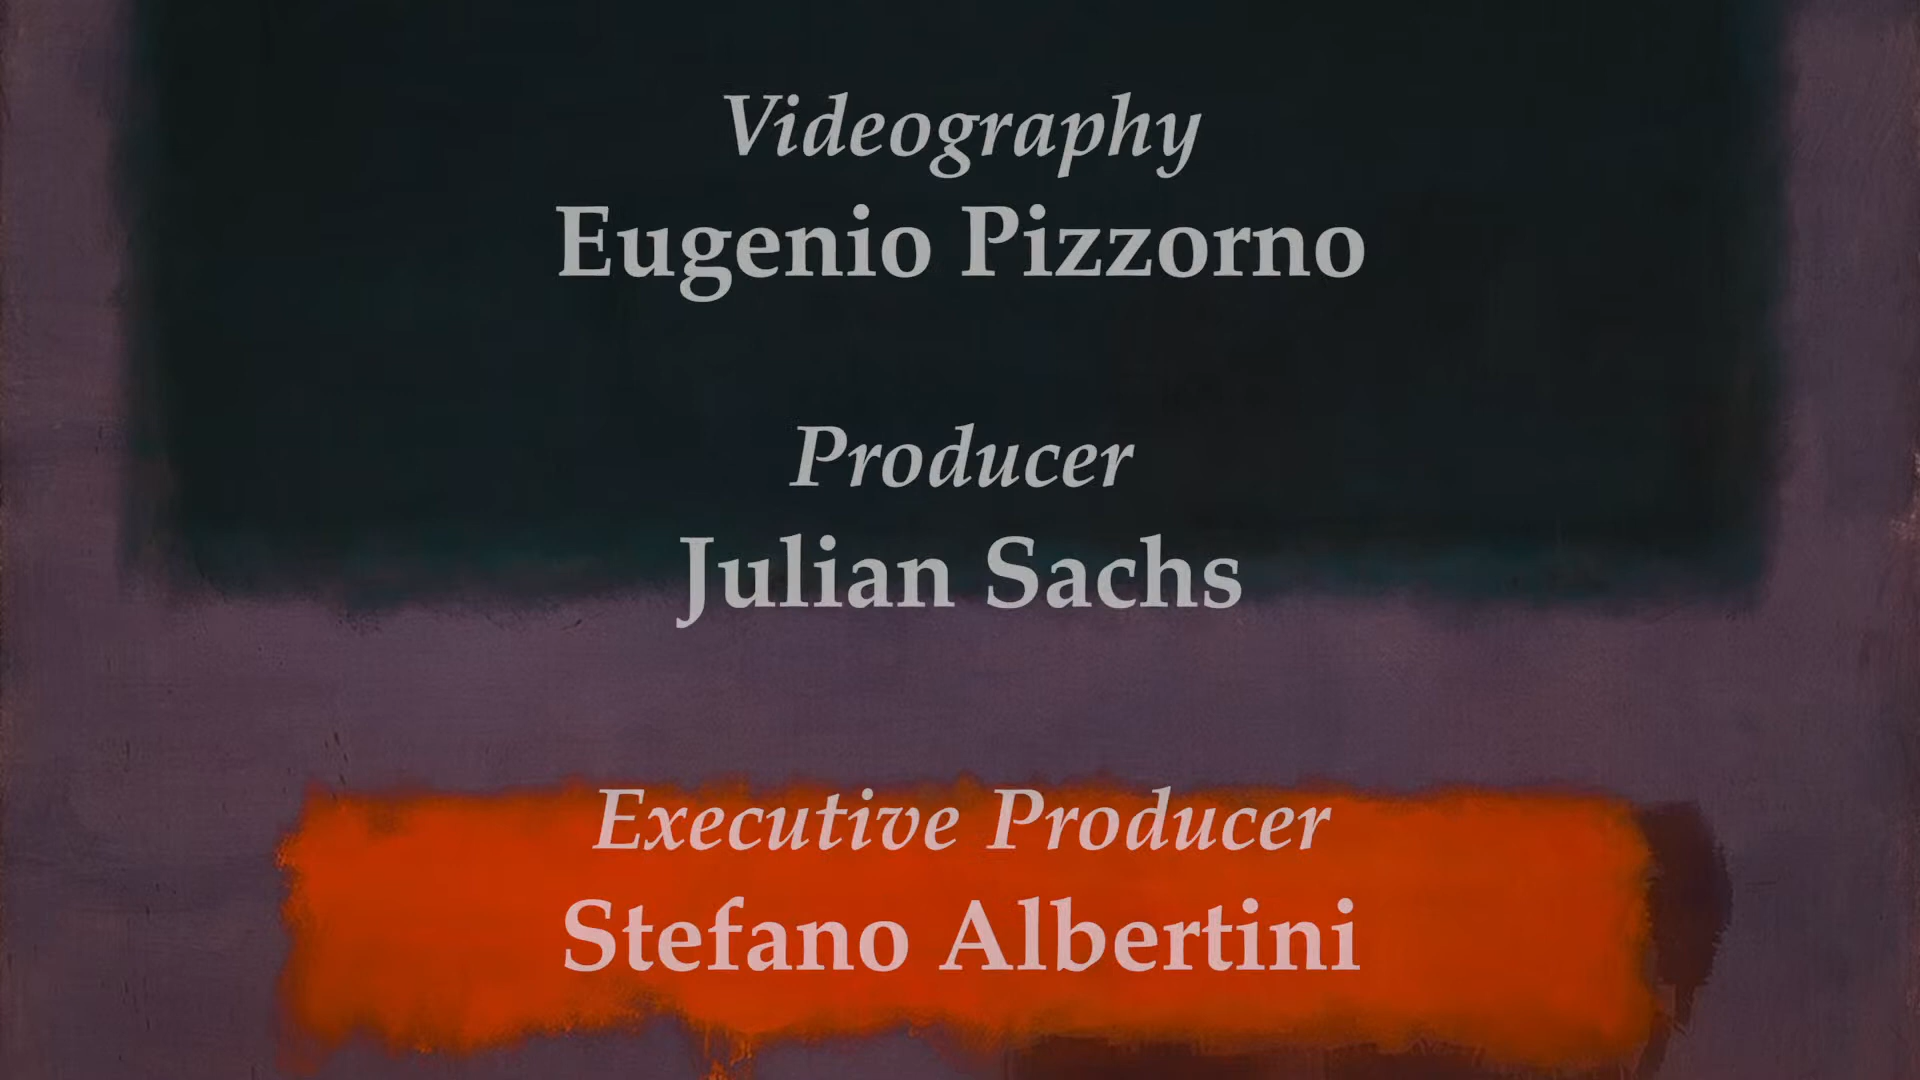 Videography
Eugenio Pizzorno
Producer
Julian Sachs
Executive Producer
Stefano Albertini